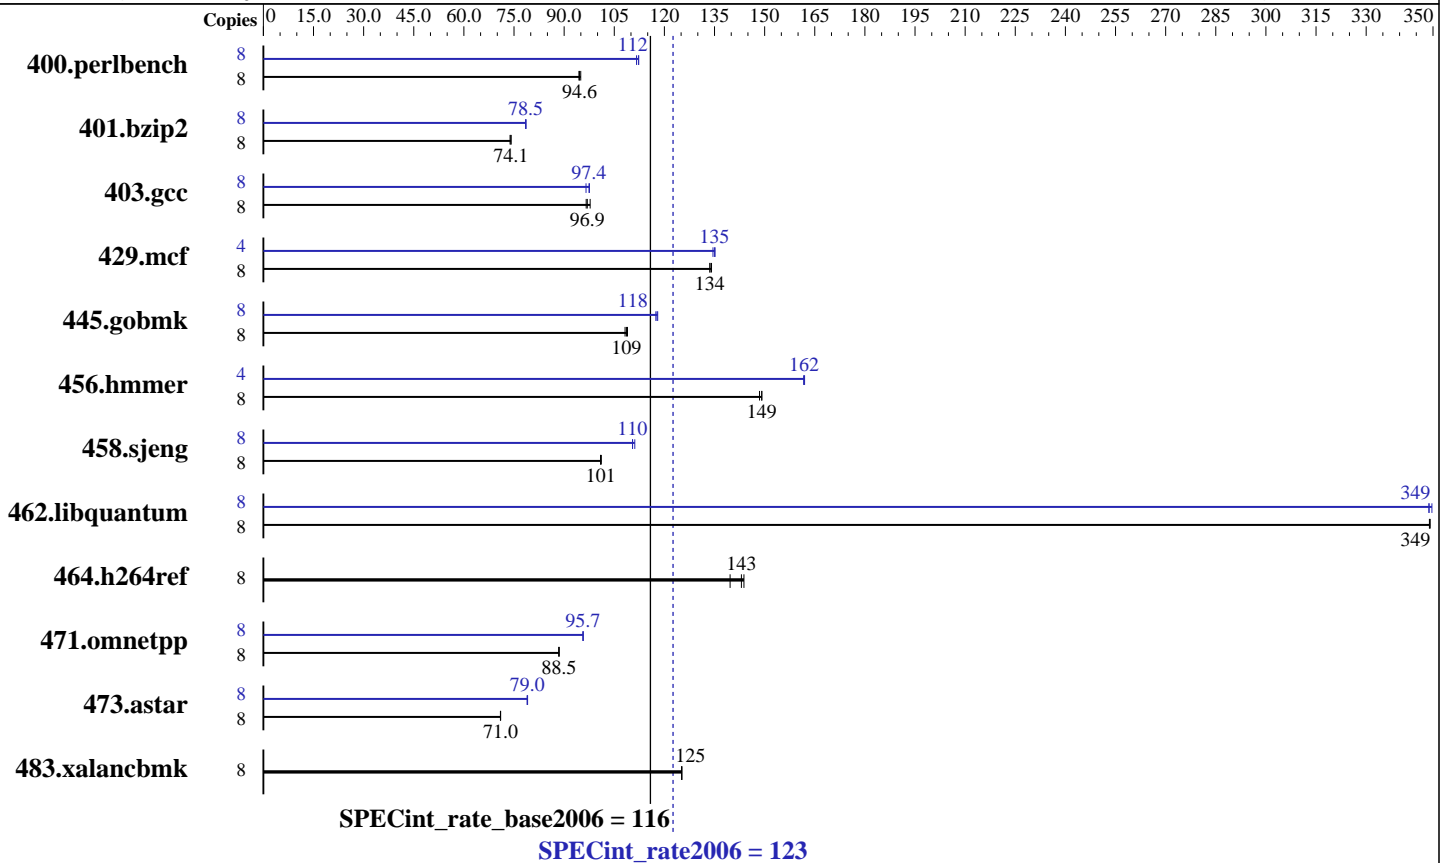 Copies 0 15.0 30.0 45.0 60.0 75.0 90.0 105 120 135 150 165 180 195 210 225 240 255 270 285 300 315 330 350
400.perlbench 8 112
8 94.6
401.bzip2 8 78.5
8 74.1
403.gcc 8 97.4
8 96.9
429.mcf 4 135
8 134
445.gobmk 8 118
8 109
456.hmmer 4 162
8 149
458.sjeng 8 110
8 101
462.libquantum 8 349
8 349
464.h264ref 8 143
471.omnetpp 8 95.7
8 88.5
473.astar 8 79.0
8 71.0
483.xalancbmk 8 125
SPECint_rate_base2006 = 116
SPECint_rate2006 = 123